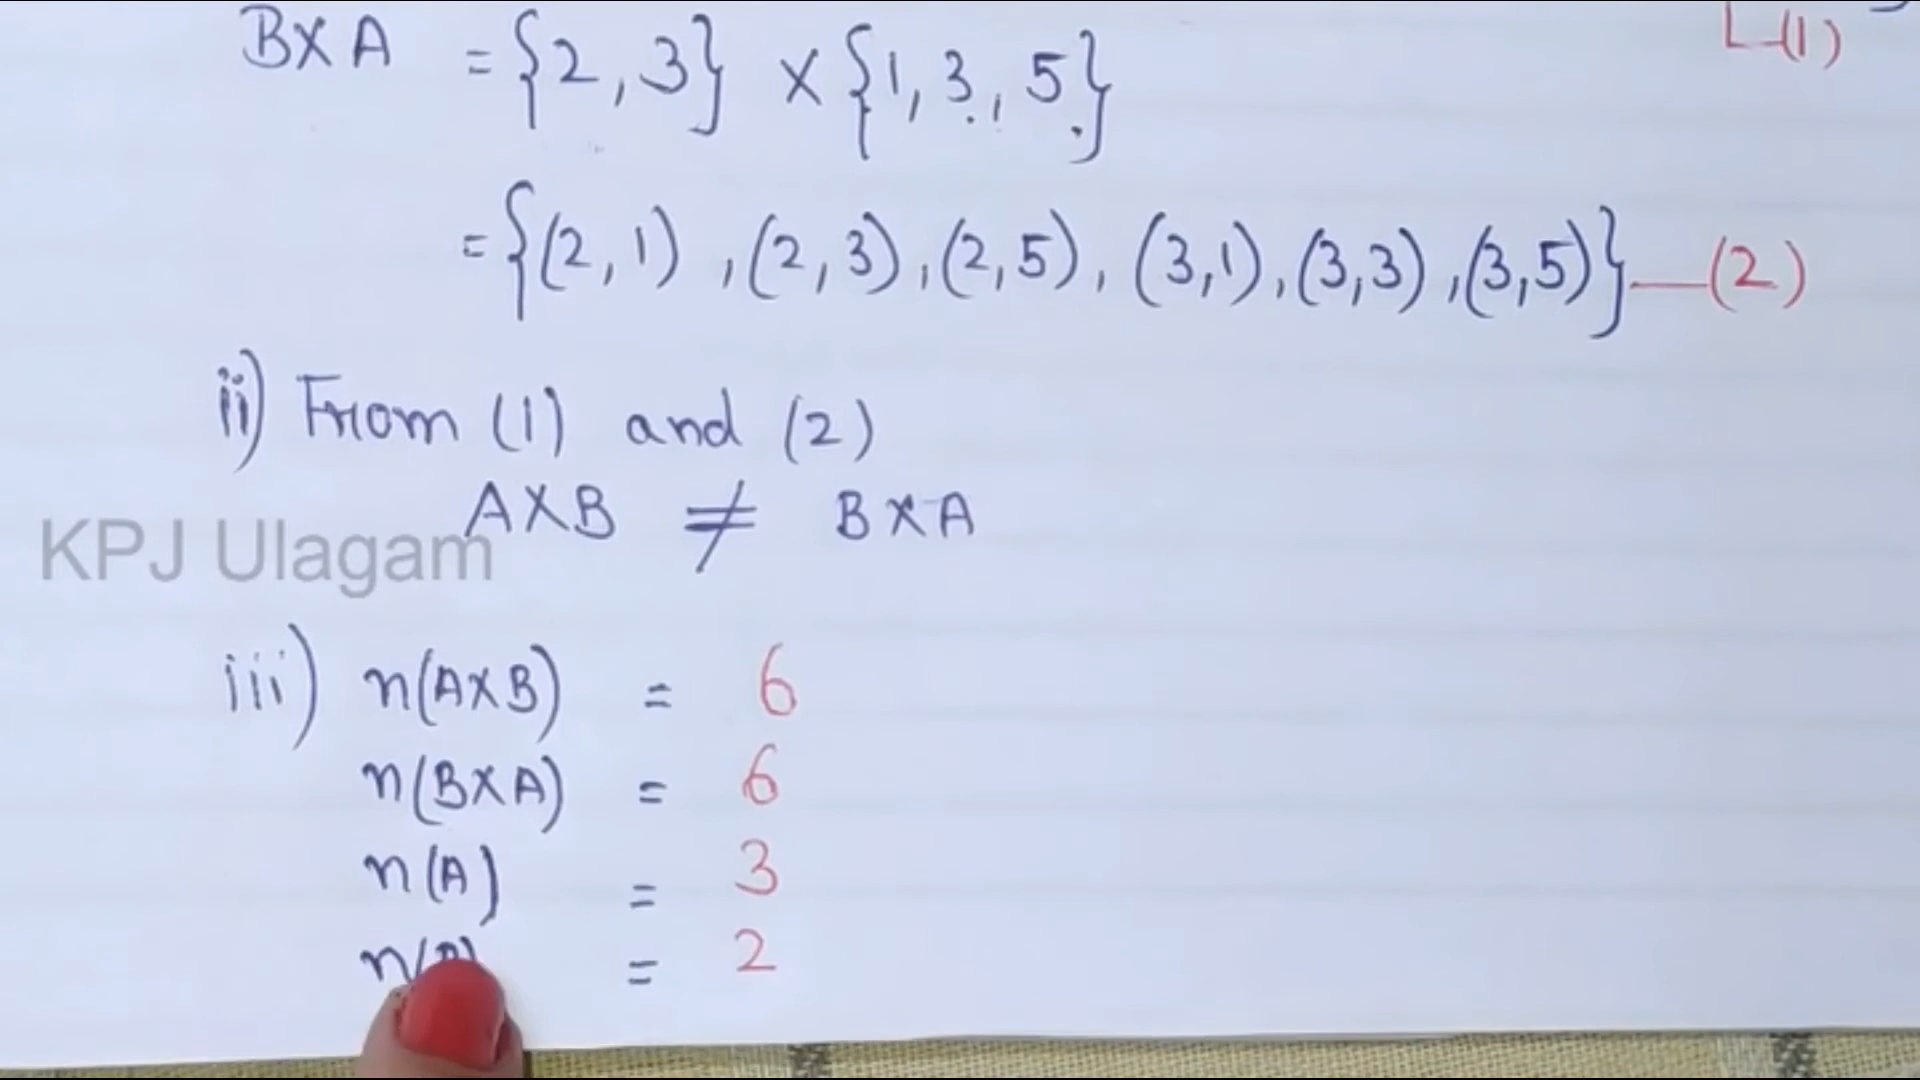 (1)
B X A = {2, 3} X {1, 3, 5}
= {(2, 1), (2, 3), (2, 5), (3, 1), (3, 3), (3, 5)} — (2)
ii) From (1) and (2)
A X B ≠ B X A
KPJ Ulagam
iii) n(A X B) = 6
n(B X A) = 6
n(A) = 3
= 2